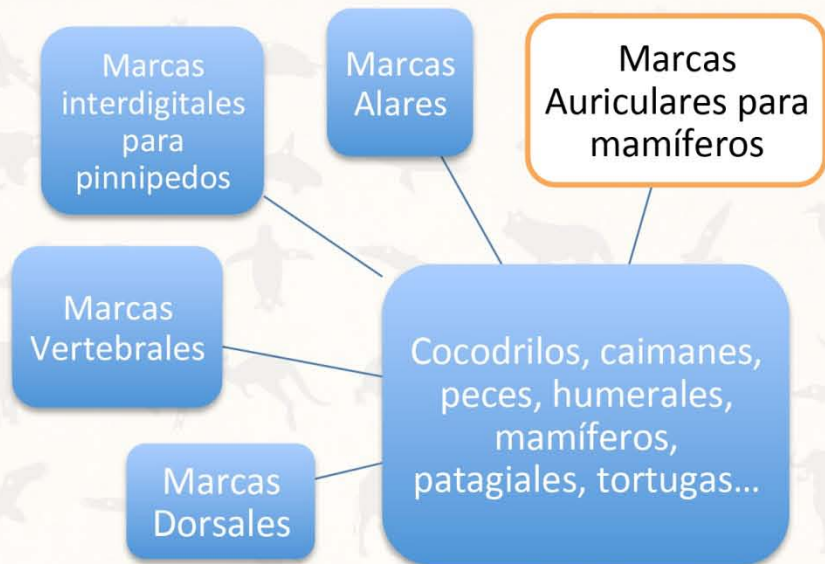 Marcas
interdigitales
para
pinnipedos
Marcas
Alares
Marcas
Auriculares para
mamíferos
Marcas
Vertebrales
Cocodrilos, caimanes,
peces, humerales,
mamíferos,
patagiales, tortugas...
Marcas
Dorsales